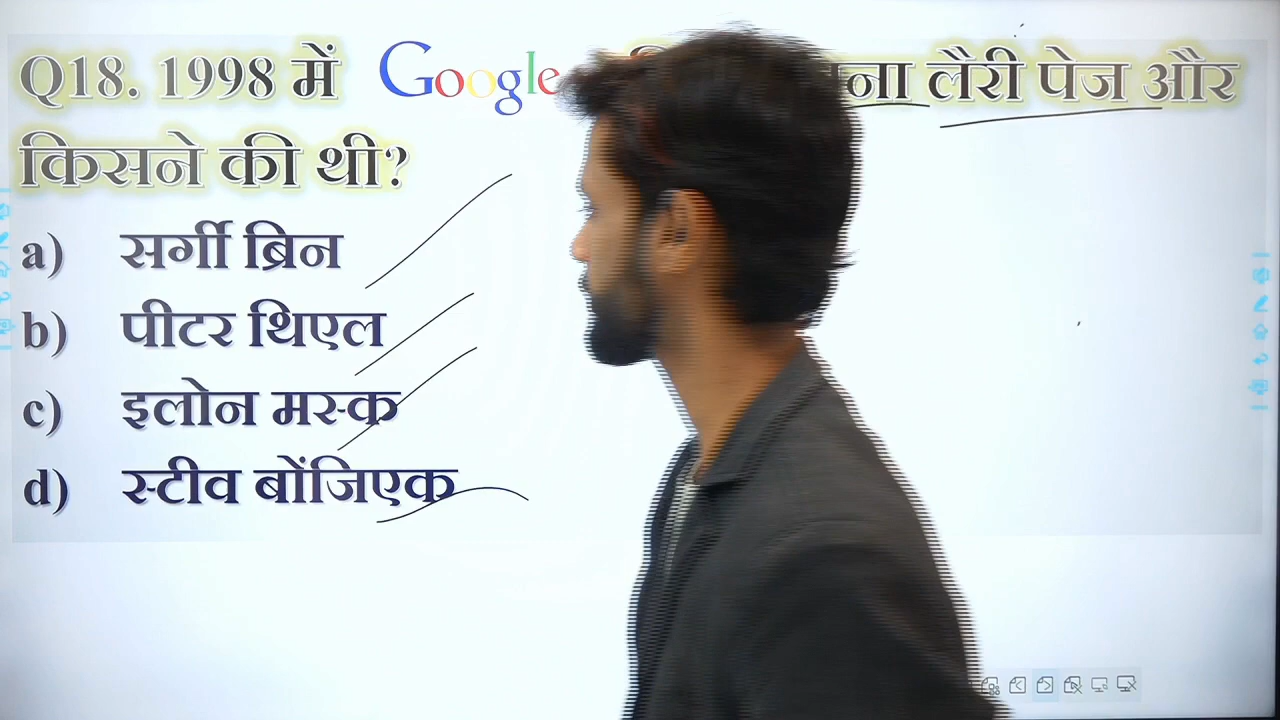 Q18. 1998 में Google लैरी पेज और
किसने की थी?
a) सर्गी ब्रिन
b) पीटर थिएल
c) इलोन मस्क
d) स्टीव बोंजिएक